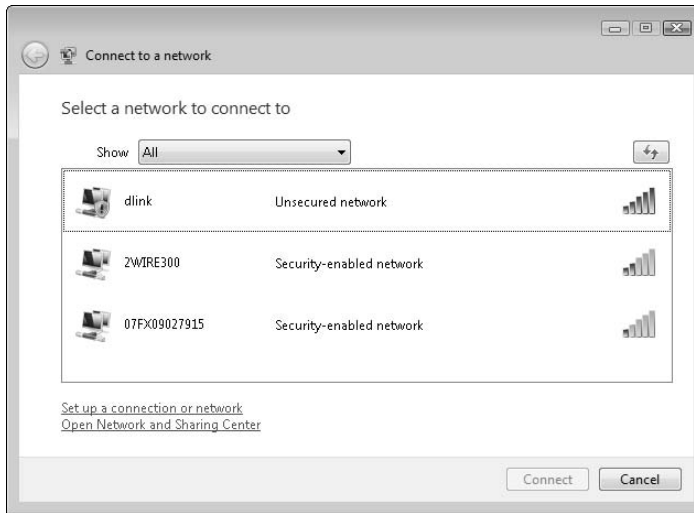 Connect to a network
Select a network to connect to
Show All
dlink Unsecured network
2WIRE300 Security-enabled network
07FX09027915 Security-enabled network
Set up a connection or network
Open Network and Sharing Center
Connect Cancel